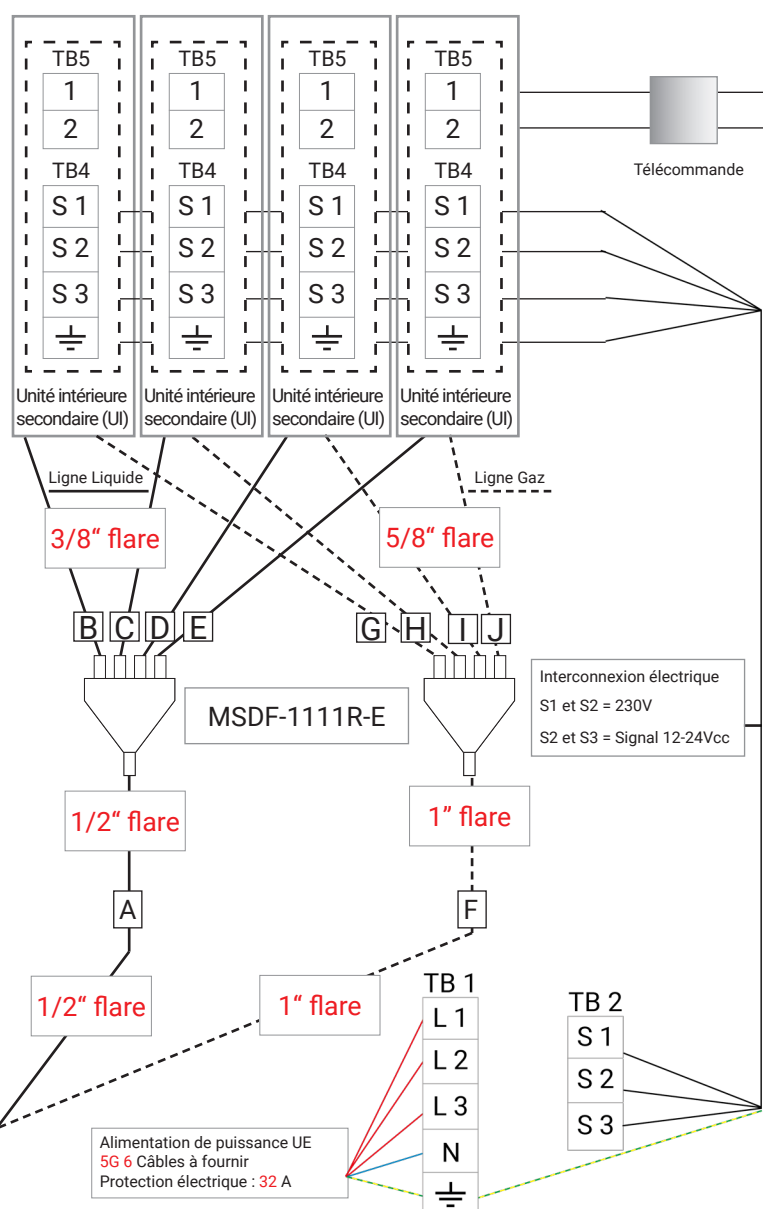 TB5 TB5 TB5 TB5
1 1 1 1
2 2 2 2
Télécommande
TB4 TB4 TB4 TB4
S 1 S 1 S 1 S 1
S 2 S 2 S 2 S 2
S 3 S 3 S 3 S 3
Unité intérieure Unité intérieure Unité intérieure Unité intérieure
secondaire (UI) secondaire (UI) secondaire (UI) secondaire (UI)
Ligne Liquide
Ligne Gaz
3/8“ flare
5/8“ flare
B C D E
G H I J
MSDF-1111R-E
Interconnexion électrique
S1 et S2 = 230V
S2 et S3 = Signal 12-24Vcc
1/2“ flare
1” flare
A
F
1/2“ flare
1“ flare
TB 1
L 1
L 2
L 3
N
TB 2
S 1
S 2
S 3
Alimentation de puissance UE
5G 6 Câbles à fournir
Protection électrique : 32 A